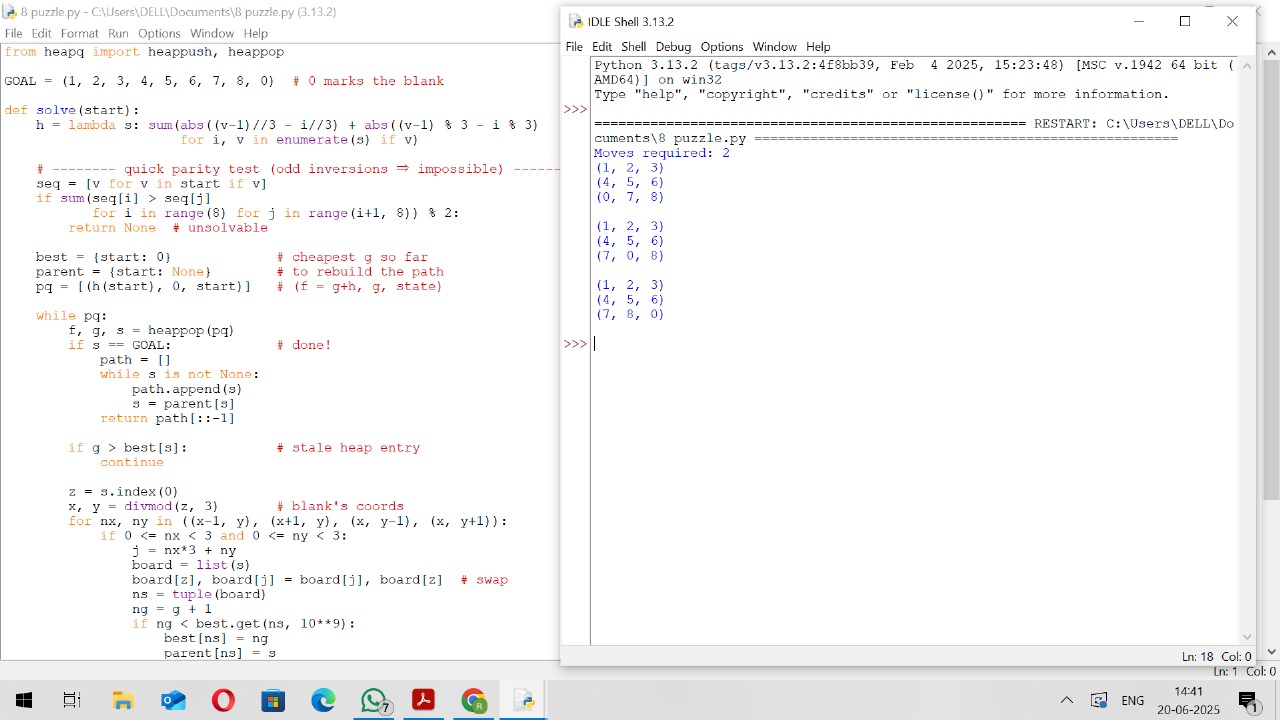 8 puzzle.py - C:\Users\DELL\Documents\8 puzzle.py (3.13.2)
File Edit Format Run Options Window Help
from heapq import heappush, heappop
GOAL = (1, 2, 3, 4, 5, 6, 7, 8, 0)  # 0 marks the blank
def solve(start):
    h = lambda s: sum(abs((v-1)//3 - i//3) + abs((v-1) % 3 - i % 3)
                      for i, v in enumerate(s) if v)
    # -------- quick parity test (odd inversions ⇒ impossible) ------
    seq = [v for v in start if v]
    if sum(seq[i] > seq[j]
           for i in range(8) for j in range(i+1, 8)) % 2:
        return None  # unsolvable
    best = {start: 0}             # cheapest g so far
    parent = {start: None}        # to rebuild the path
    pq = [(h(start), 0, start)]   # (f = g+h, g, state)
    while pq:
        f, g, s = heappop(pq)
        if s == GOAL:             # done!
            path = []
            while s is not None:
                path.append(s)
                s = parent[s]
            return path[::-1]
        if g > best[s]:           # stale heap entry
            continue
        z = s.index(0)
        x, y = divmod(z, 3)       # blank's coords
        for nx, ny in ((x-1, y), (x+1, y), (x, y-1), (x, y+1)):
            if 0 <= nx < 3 and 0 <= ny < 3:
                j = nx*3 + ny
                board = list(s)
                board[z], board[j] = board[j], board[z]  # swap
                ns = tuple(board)
                ng = g + 1
                if ng < best.get(ns, 10**9):
                    best[ns] = ng
                    parent[ns] = s
Ln: 1 Col: 0
IDLE Shell 3.13.2
File Edit Shell Debug Options Window Help
Python 3.13.2 (tags/v3.13.2:4f8bb39, Feb  4 2025, 15:23:48) [MSC v.1942 64 bit (
AMD64)] on win32
Type "help", "copyright", "credits" or "license()" for more information.
>>>
====================================================== RESTART: C:\Users\DELL\Do
cuments\8 puzzle.py =====================================================
Moves required: 2
(1, 2, 3)
(4, 5, 6)
(0, 7, 8)
(1, 2, 3)
(4, 5, 6)
(7, 0, 8)
(1, 2, 3)
(4, 5, 6)
(7, 8, 0)
>>>
Ln: 18 Col: 0
7
R
ENG
14:41
20-06-2025
1